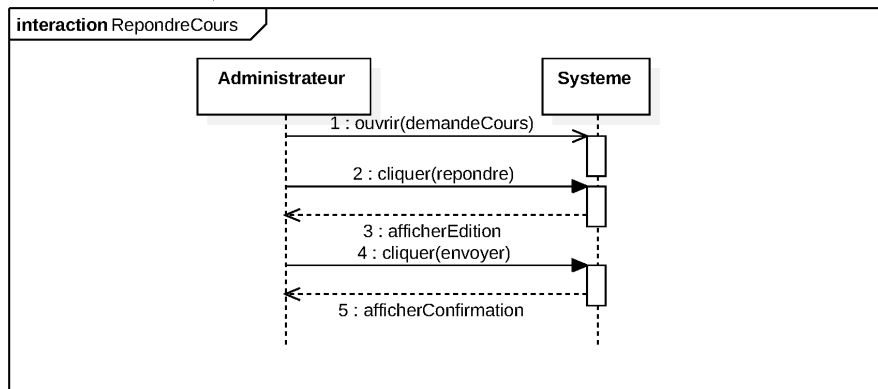 interaction RepondreCours
Administrateur
Systeme
1 : ouvrir(demandeCours)
2 : cliquer(repondre)
3 : afficherEdition
4 : cliquer(envoyer)
5 : afficherConfirmation